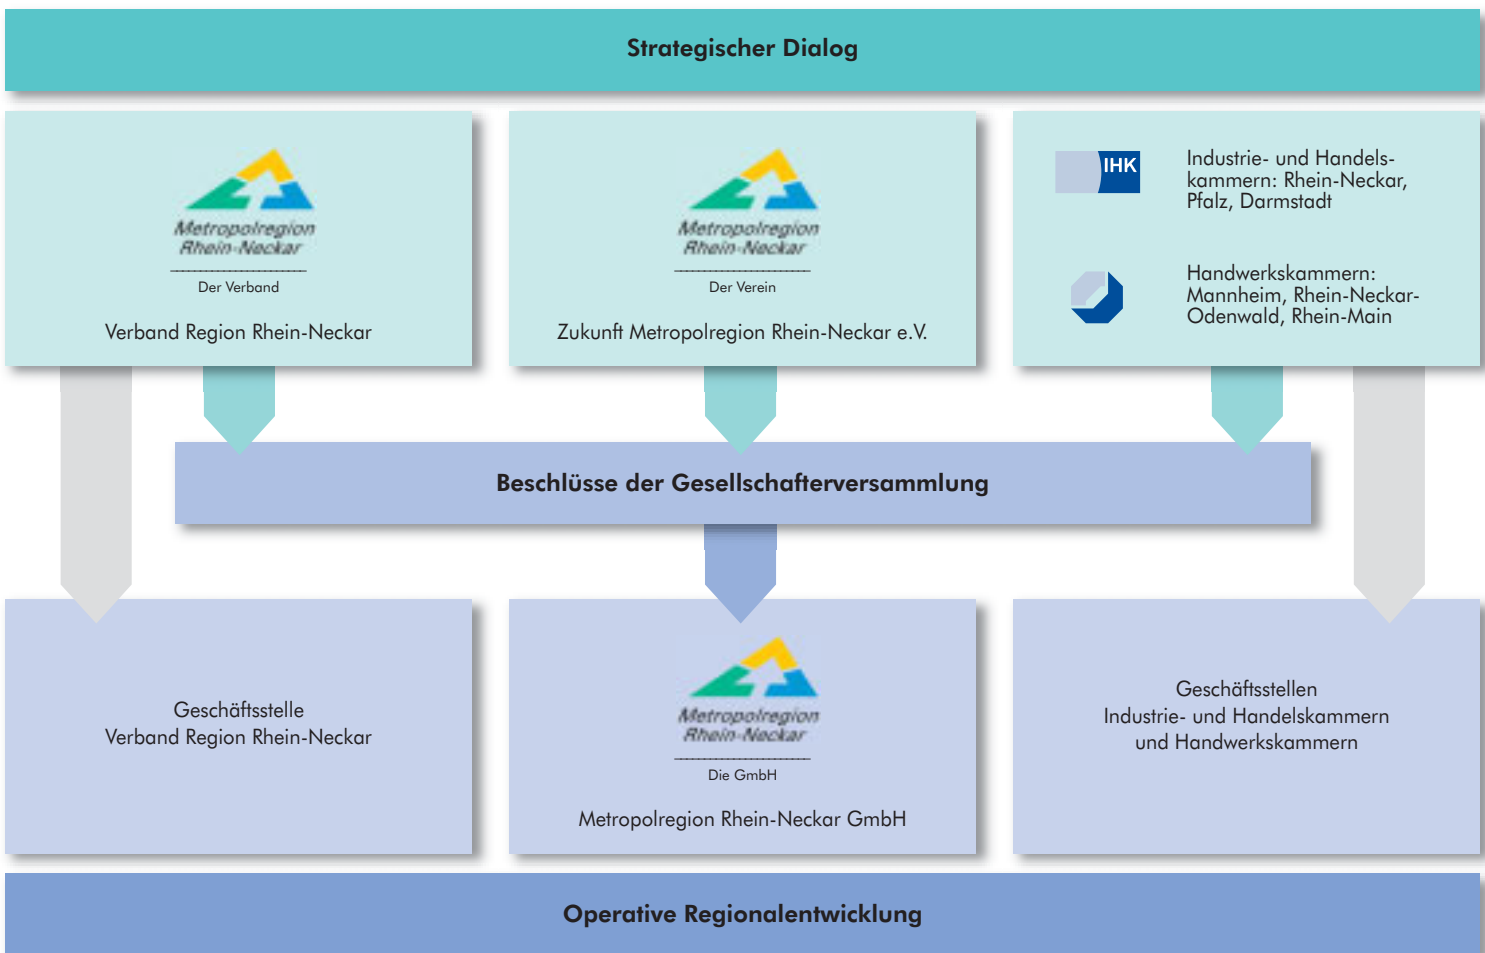 Strategischer Dialog
Metropolregion
Rhein-Neckar
Der Verband
Verband Region Rhein-Neckar
Metropolregion
Rhein-Neckar
Der Verein
Zukunft Metropolregion Rhein-Neckar e.V.
IHK
Industrie- und Handels-
kammern: Rhein-Neckar,
Pfalz, Darmstadt
Handwerkskammern:
Mannheim, Rhein-Neckar-
Odenwald, Rhein-Main
Beschlüsse der Gesellschafterversammlung
Geschäftsstelle
Verband Region Rhein-Neckar
Metropolregion
Rhein-Neckar
Die GmbH
Metropolregion Rhein-Neckar GmbH
Geschäftsstellen
Industrie- und Handelskammern
und Handwerkskammern
Operative Regionalentwicklung